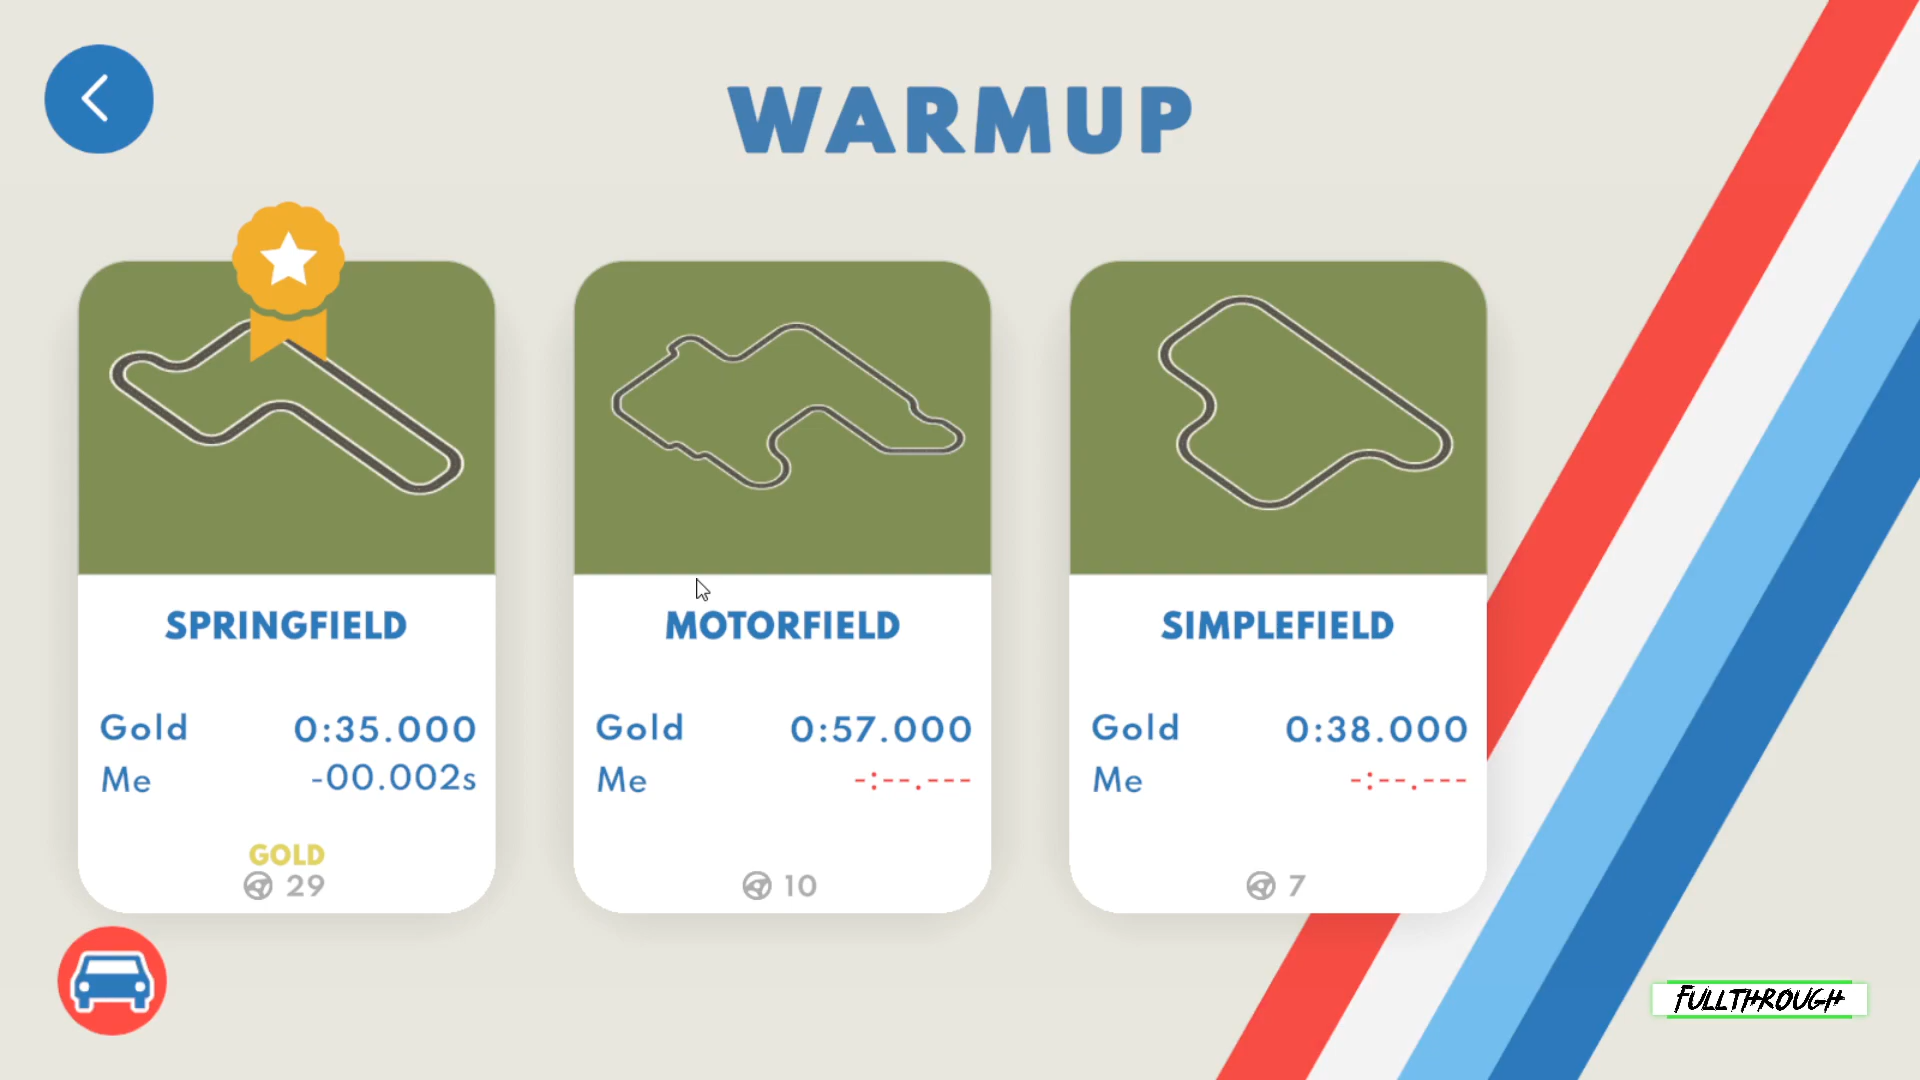 WARMUP
SPRINGFIELD
Gold 0:35.000
Me -00.002s
GOLD
29
MOTORFIELD
Gold 0:57.000
Me -:--.---
10
SIMPLEFIELD
Gold 0:38.000
Me -:--.---
7
FULLTHROUGH